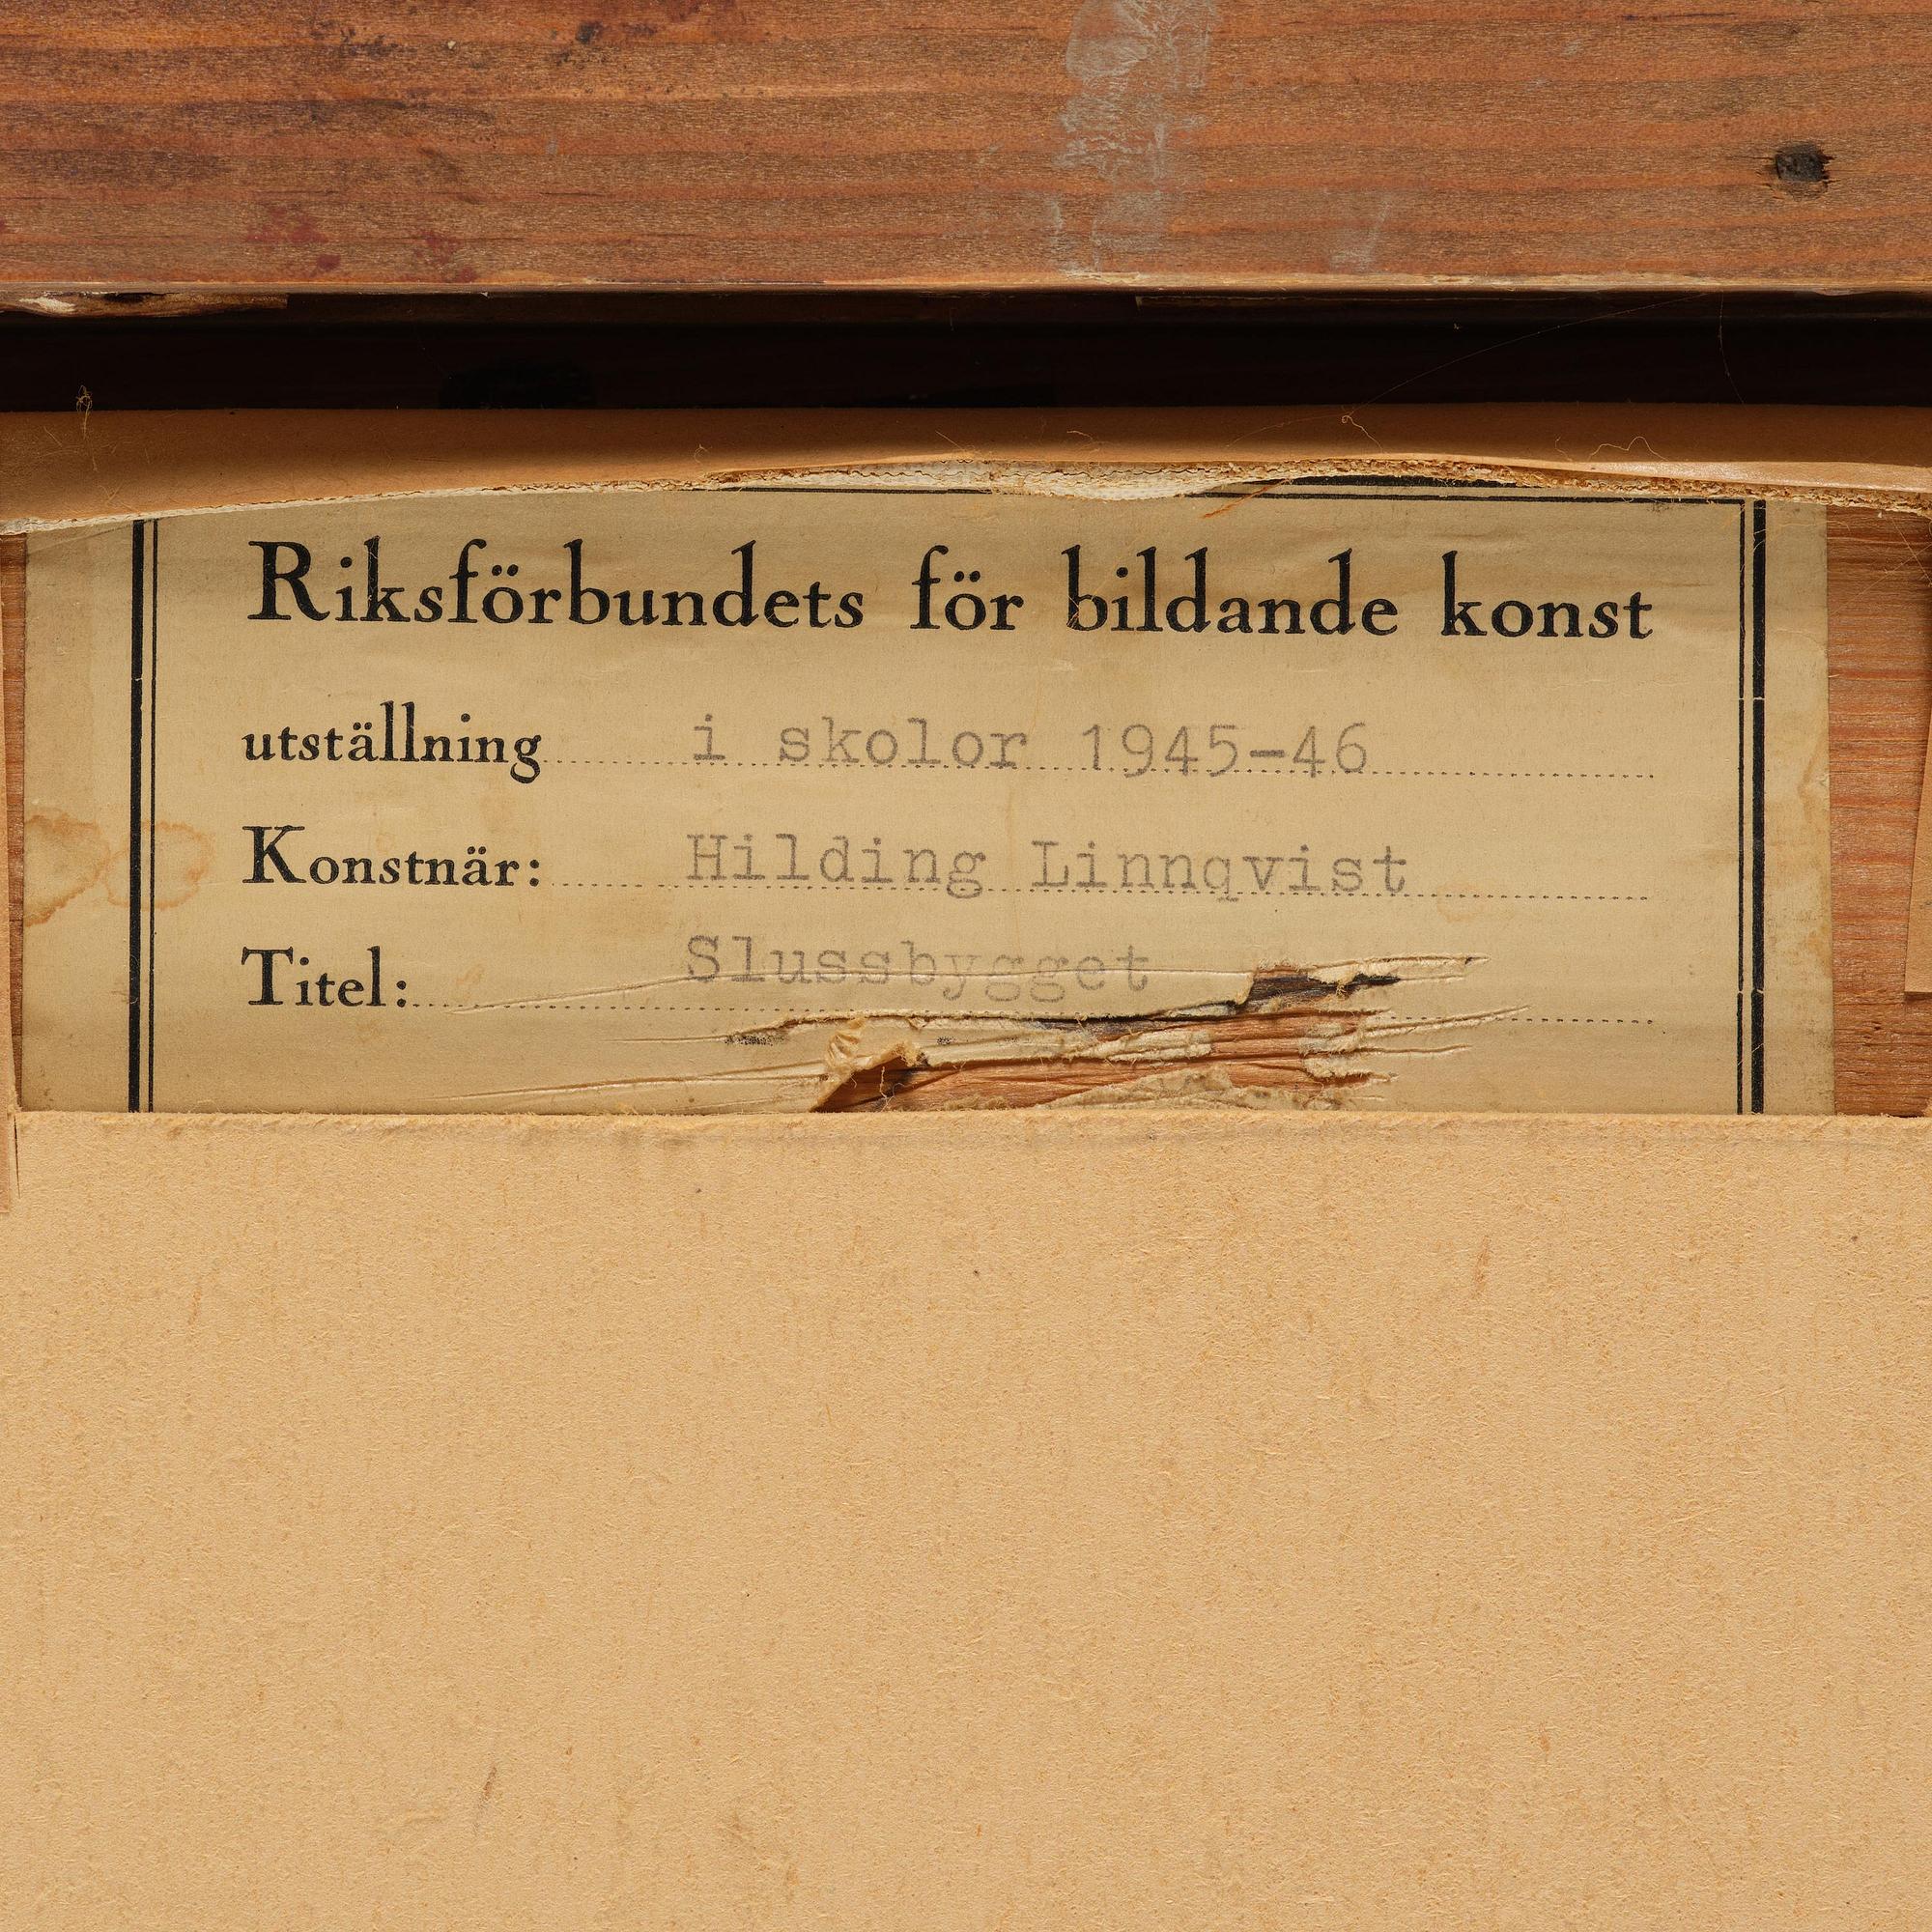 Riksförbundets för bildande konst
utställning i skolor 1945-46
Konstnär: Hilding Linnqvist
Titel: Slussbygget